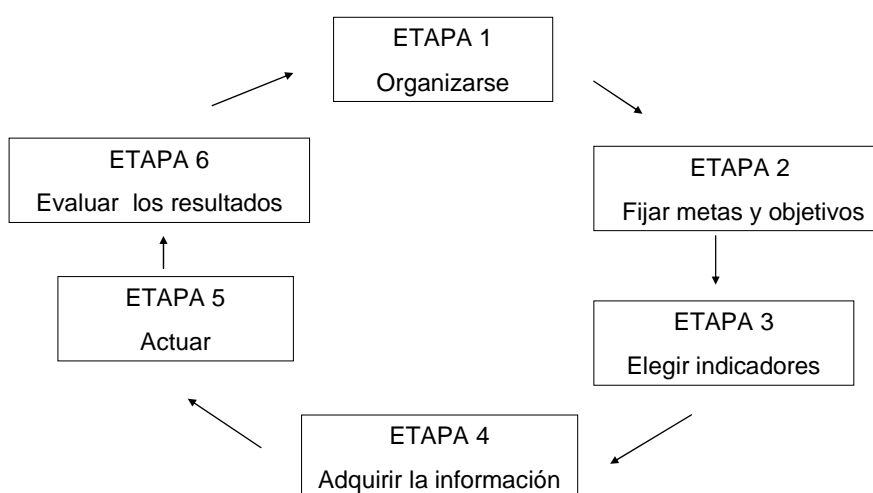 ETAPA 1
Organizarse
ETAPA 2
Fijar metas y objetivos
ETAPA 3
Elegir indicadores
ETAPA 4
Adquirir la información
ETAPA 5
Actuar
ETAPA 6
Evaluar los resultados